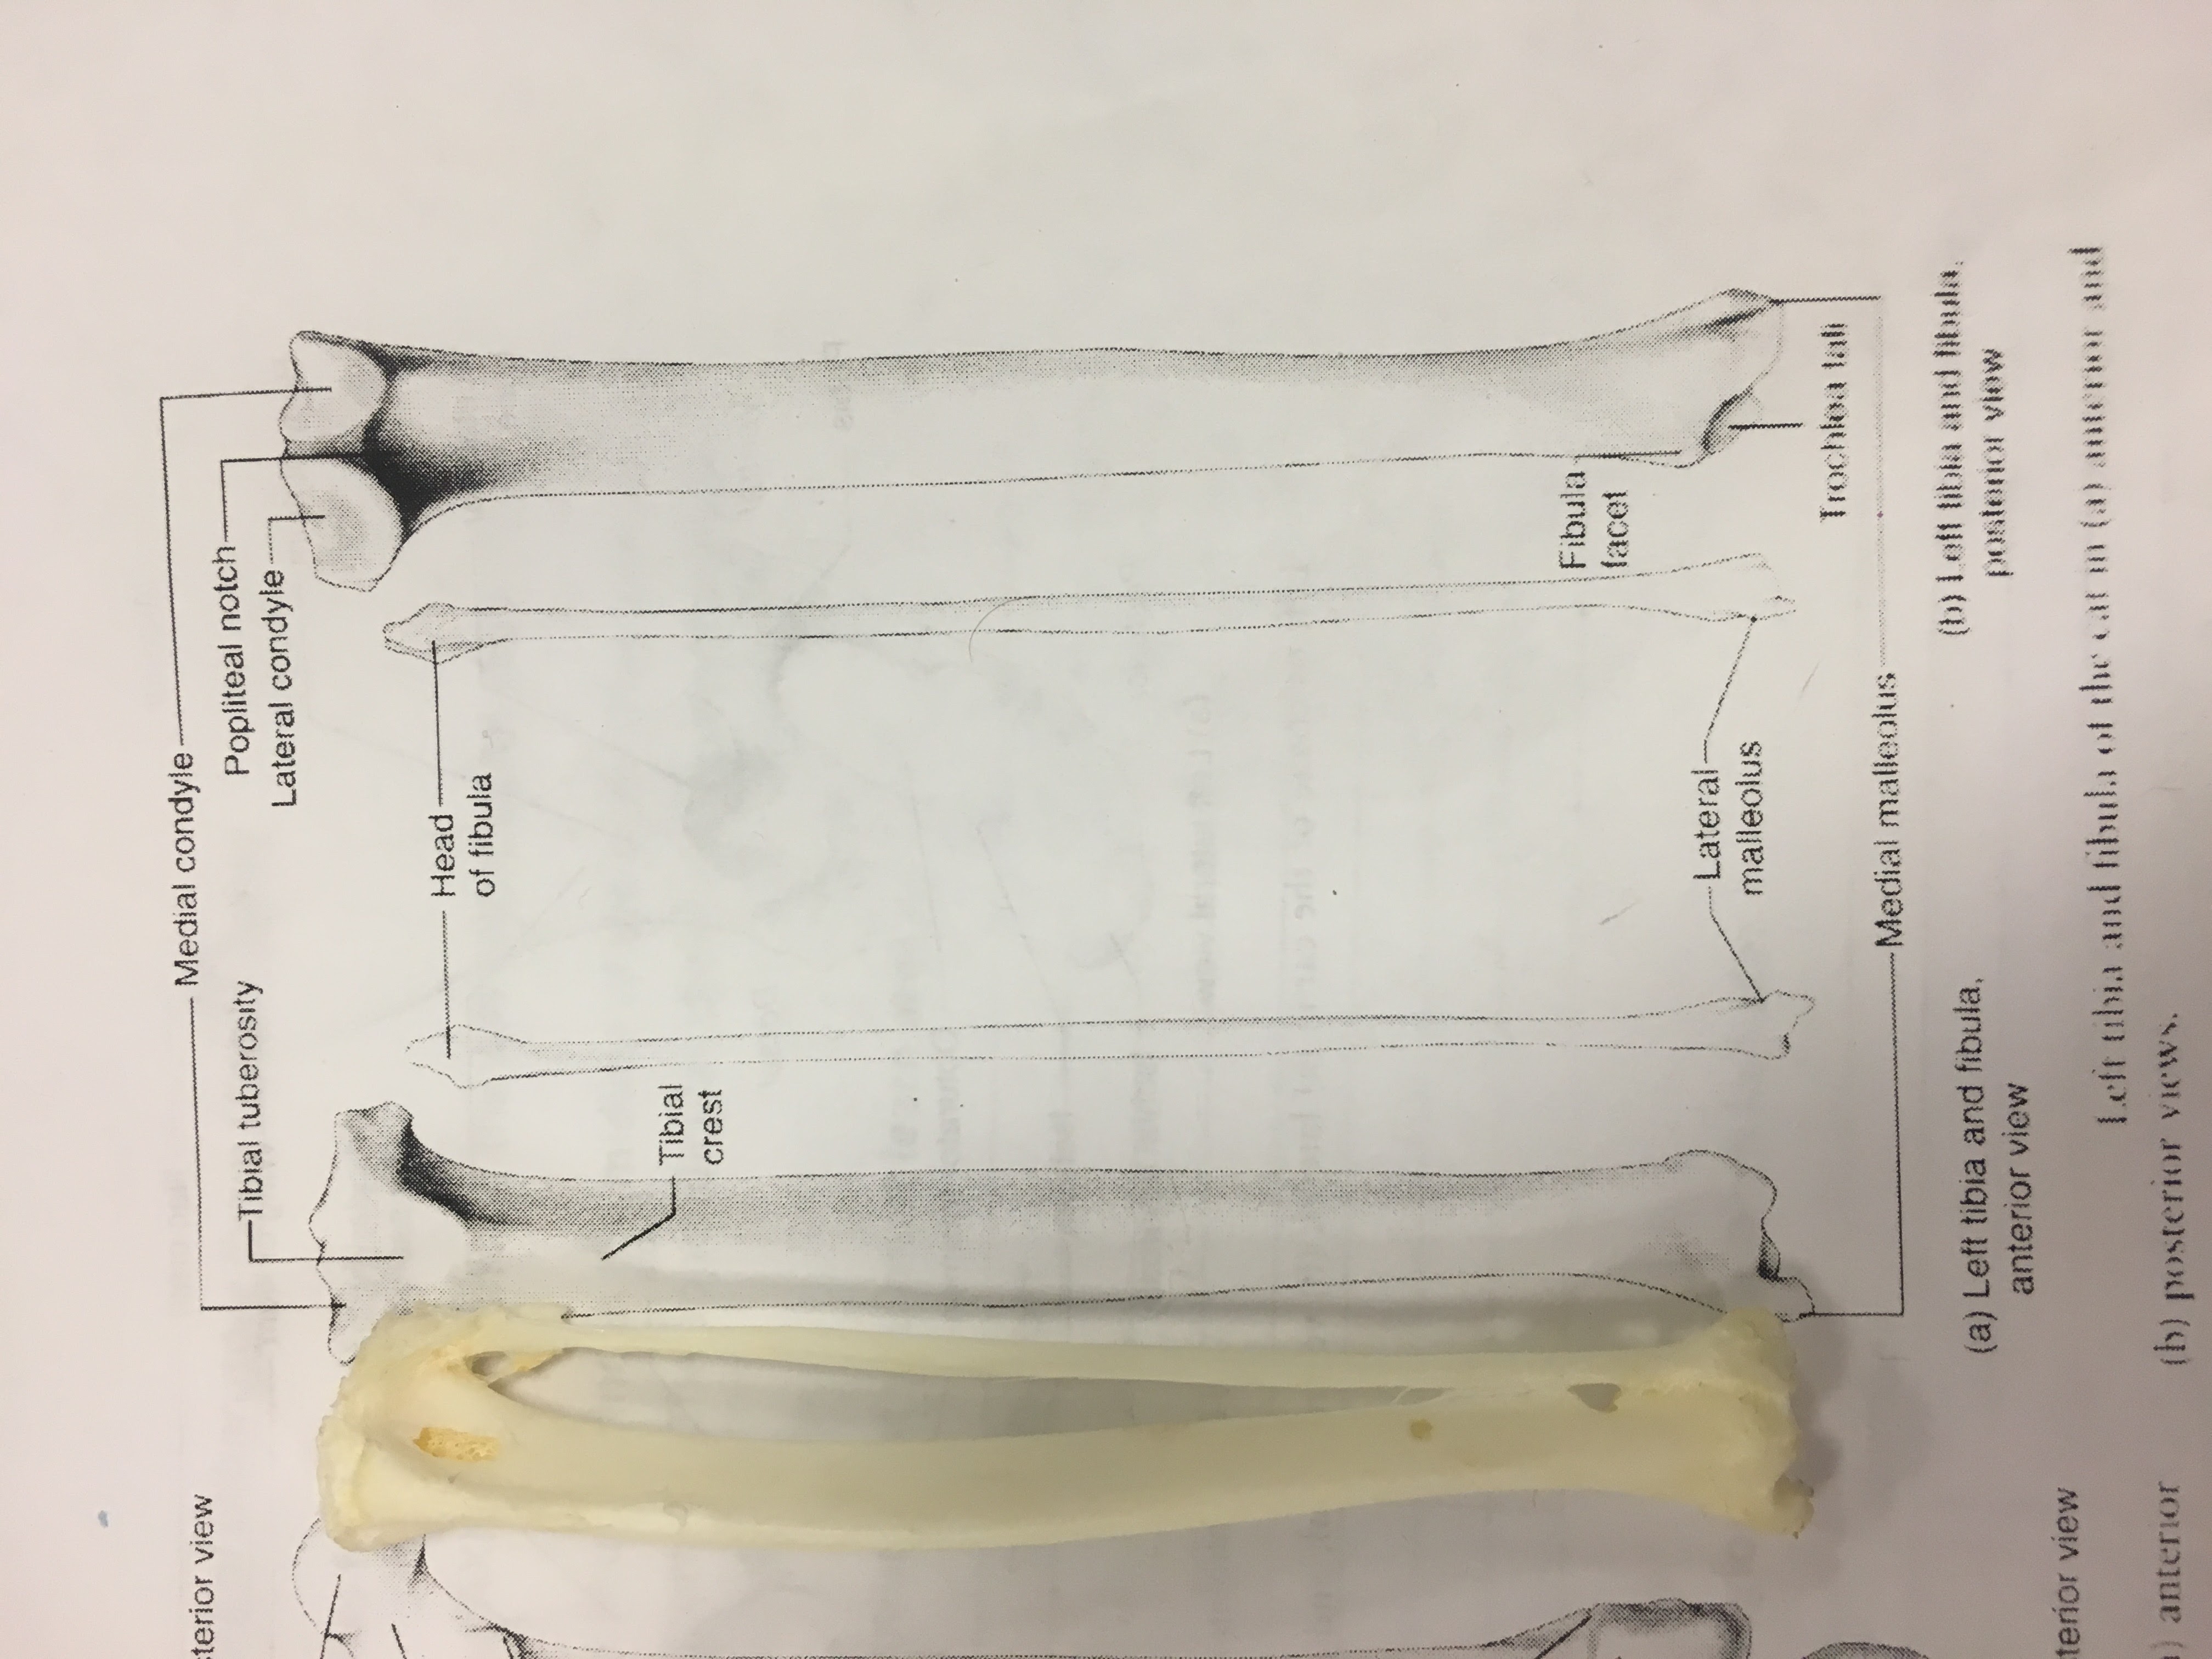 sterior view
Medial condyle
Tibial tuberosity
Popliteal notch
Lateral condyle
Head
of fibula
Tibial
crest
Fibula
facet
Lateral
malleolus
Trochlea tali
Medial malleolus
(a) Left tibia and fibula,
anterior view
(b) Left tibia and fibula,
posterior view
terior view
Left tibia and fibula of the cat in (a) anterior and
) anterior
(b) posterior views.